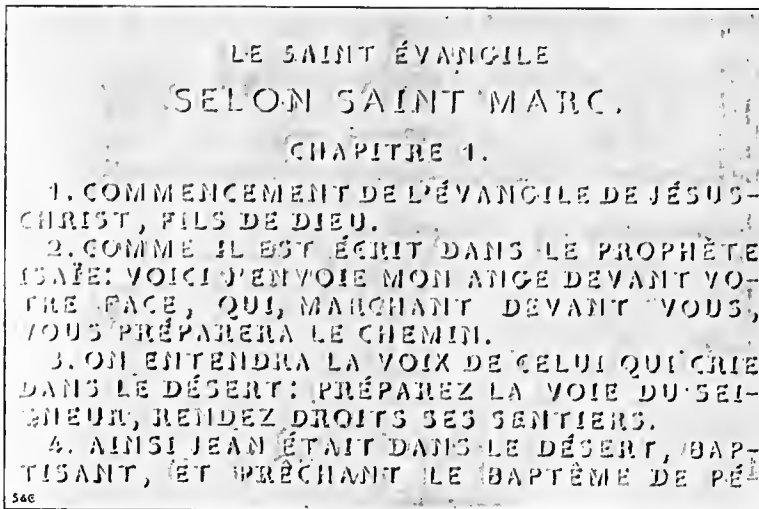 LE SAINT ÉVANGILE
SELON SAINT MARC.
CHAPITRE 1.
1. COMMENCEMENT DE L'ÉVANGILE DE JÉSUS-
CHRIST, FILS DE DIEU.
2. COMME IL EST ÉCRIT DANS LE PROPHÈTE
ISAÏE: VOICI J'ENVOIE MON ANGE DEVANT VO-
TRE FACE, QUI, MARCHANT DEVANT VOUS,
VOUS PRÉPARERA LE CHEMIN.
3. ON ENTENDRA LA VOIX DE CELUI QUI CRIE
DANS LE DÉSERT: PRÉPAREZ LA VOIE DU SEI-
GNEUR, RENDEZ DROITS SES SENTIERS.
4. AINSI JEAN ÉTAIT DANS LE DÉSERT, BAP-
TISANT, ET PRÊCHANT LE BAPTÊME DE PÉ-